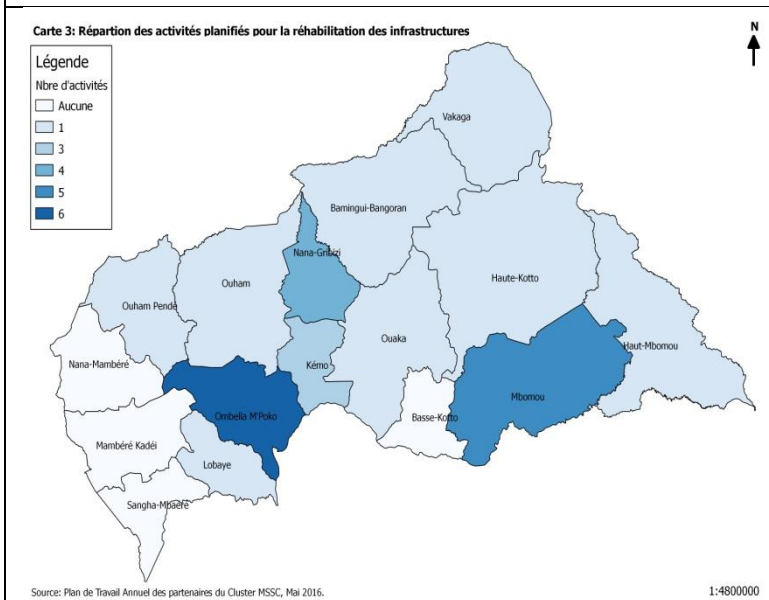 Carte 3: Répartion des activités planifiés pour la réhabilitation des infrastructures
N
Légende
Nbre d'activités
Aucune
1
3
4
5
6
Vakaga
Bamingui-Bangoran
Nana-Gribizi
Ouham
Haute-Kotto
Ouham Pendé
Ouaka
Haut-Mbomou
Nana-Mambéré
Kémo
Mbomou
Ombella M'Poko
Basse-Kotto
Mambéré Kadéi
Lobaye
Sangha-Mbaéré
Source: Plan de Travail Annuel des partenaires du Cluster MSSC, Mai 2016.
1:4800000